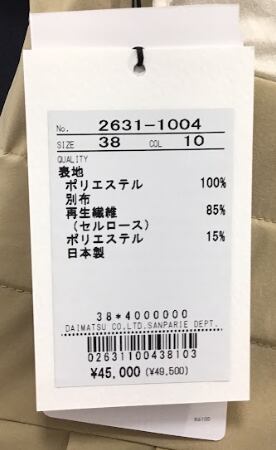 No. 2631-1004
SIZE 38 COL 10
QUALITY
表地
ポリエステル 100%
別布
再生繊維 85%
（セルロース）
ポリエステル 15%
日本製
38*4000000
DAIMATSU CO.LTD.SANPARIE DEPT.
02631100438103
¥45,000 (¥49,500)